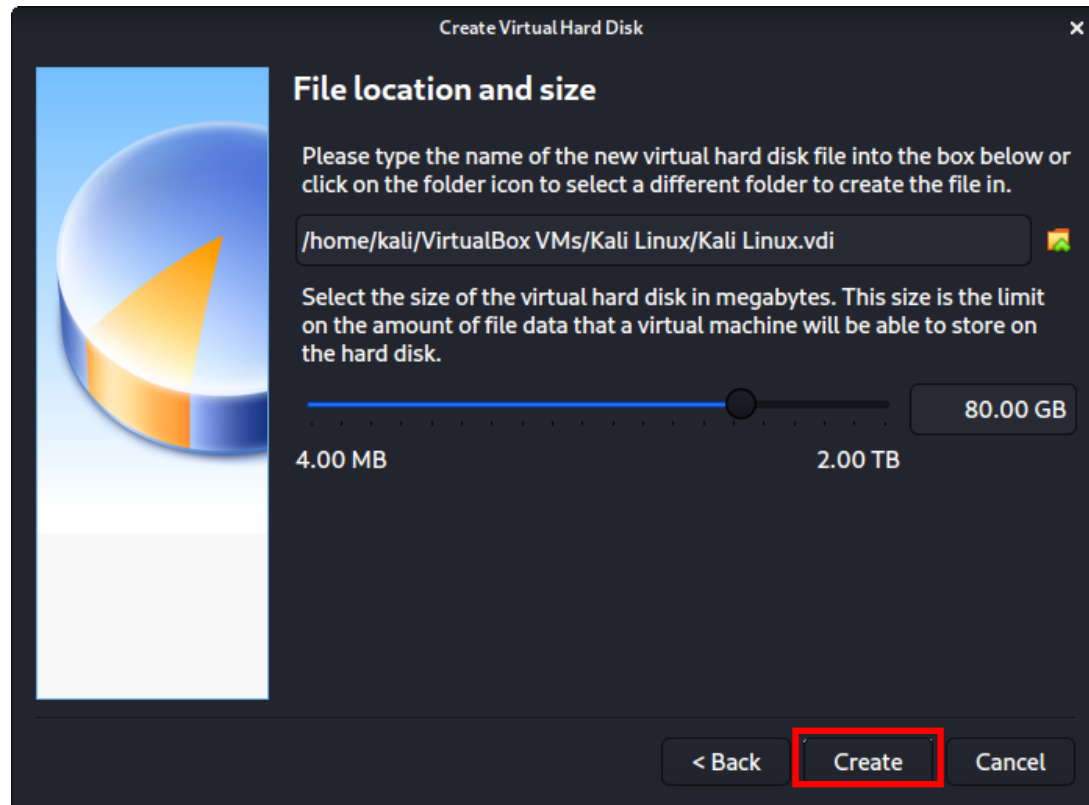 Create Virtual Hard Disk
File location and size
Please type the name of the new virtual hard disk file into the box below or
click on the folder icon to select a different folder to create the file in.
/home/kali/VirtualBox VMs/Kali Linux/Kali Linux.vdi
Select the size of the virtual hard disk in megabytes. This size is the limit
on the amount of file data that a virtual machine will be able to store on
the hard disk.
80.00 GB
4.00 MB 2.00 TB
< Back Create Cancel